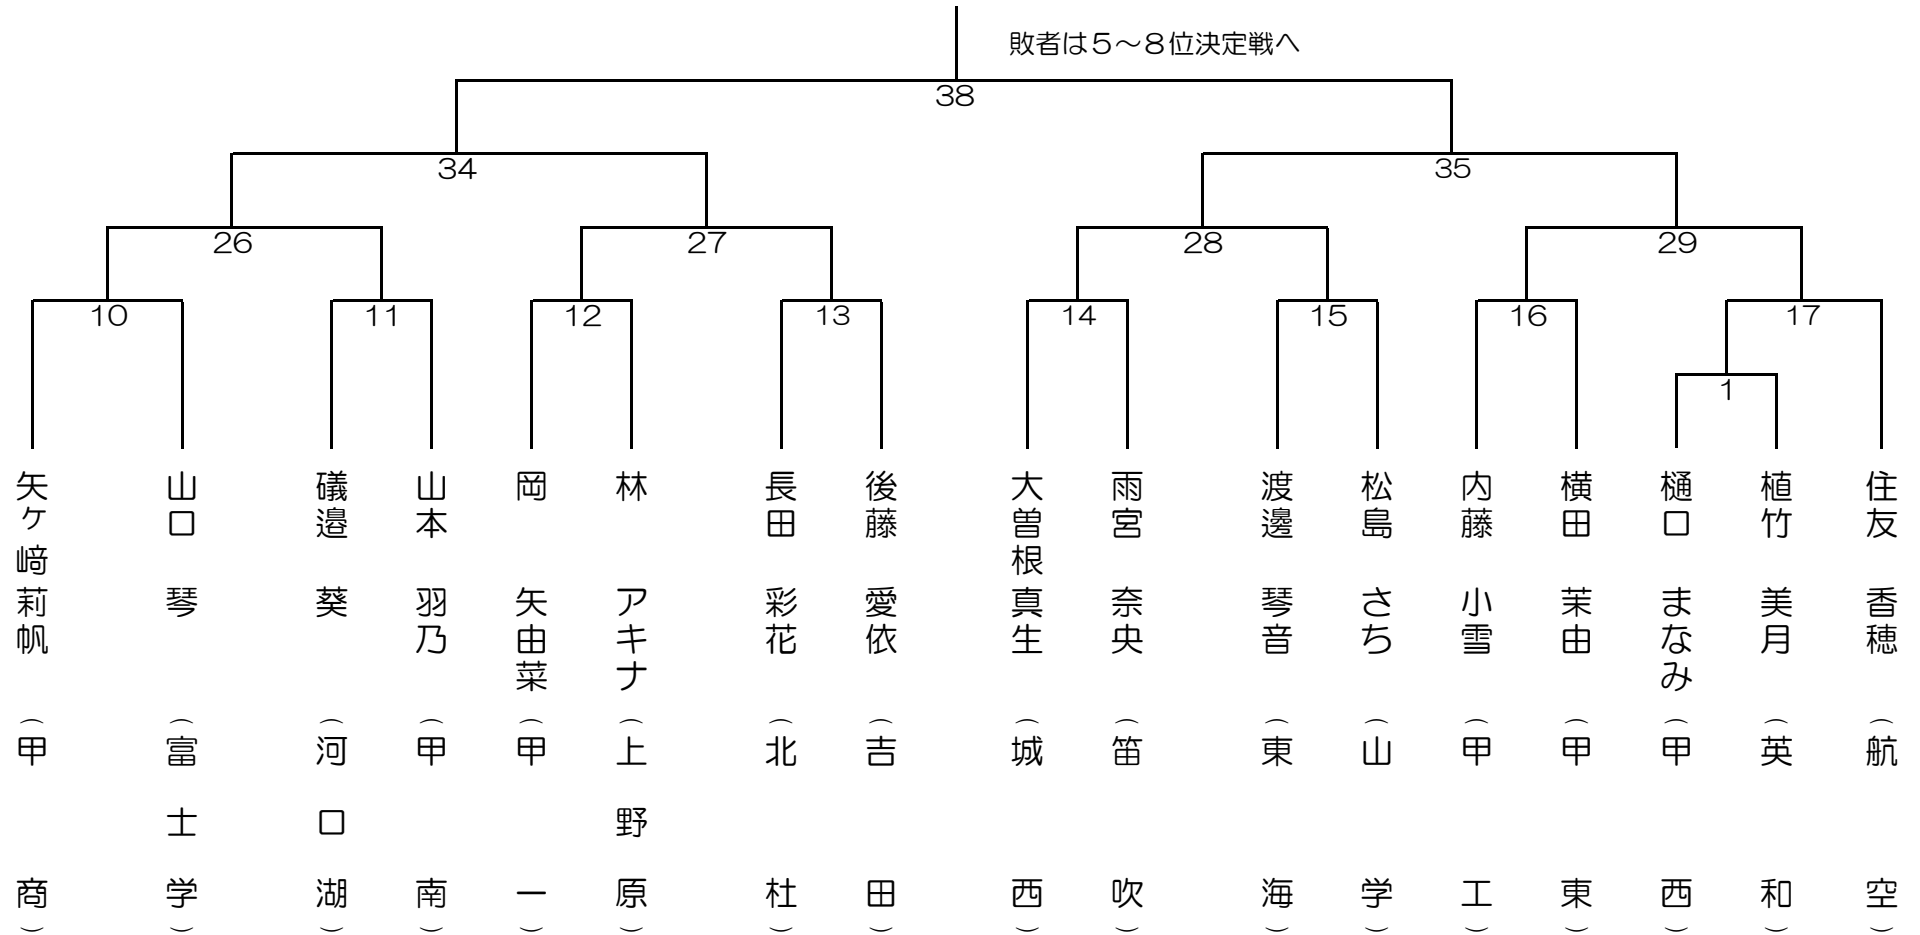 敗者は5～8位決定戦へ
38
34
35
26
27
28
29
10
11
12
13
14
15
16
17
1
矢ケ﨑 莉帆 (甲商)
山口 琴 (富士学)
礒邉 葵 (河口湖)
山本 羽乃 (甲南)
岡 矢由菜 (甲一)
林 アキナ (上野原)
長田 彩花 (北杜)
後藤 愛依 (吉田)
大曽根 真生 (城西)
雨宮 奈央 (笛吹)
渡邊 琴音 (東海)
松島 さち (山学)
内藤 小雪 (甲工)
横田 茉由 (甲東)
樋口 まなみ (甲西)
植竹 美月 (英和)
住友 香穂 (航空)